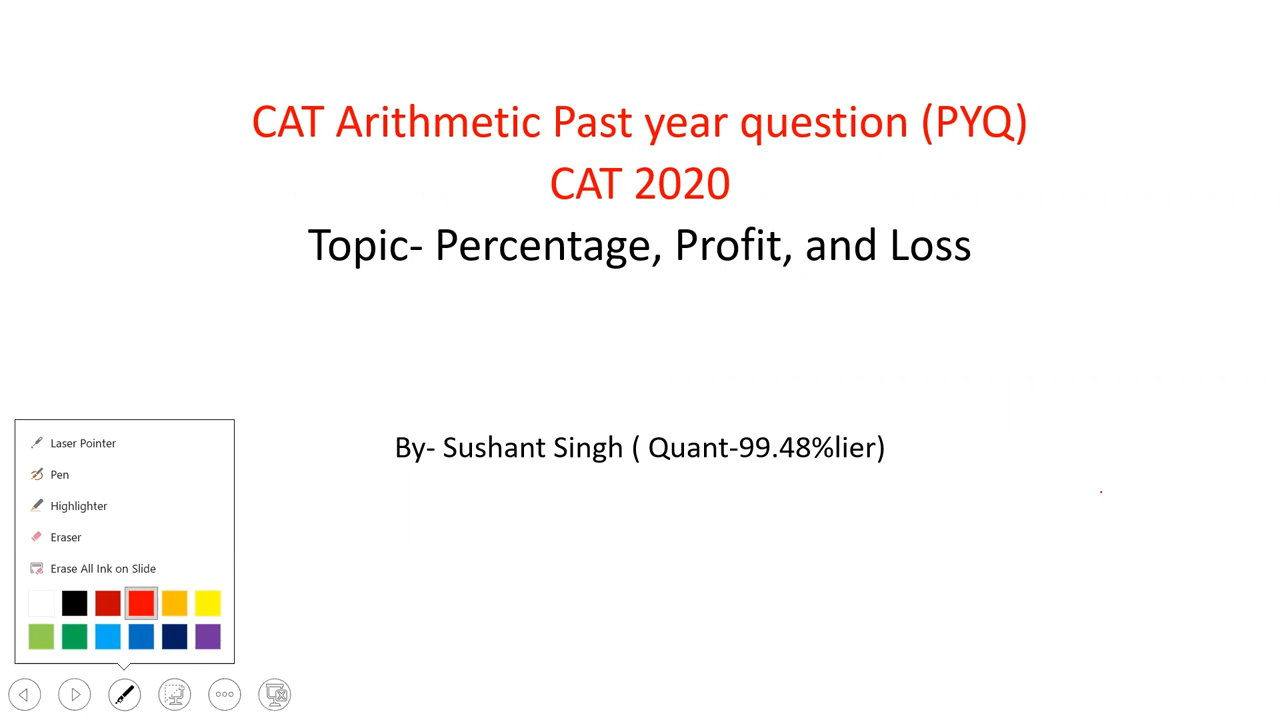 CAT Arithmetic Past year question (PYQ)
CAT 2020
Topic- Percentage, Profit, and Loss
By- Sushant Singh ( Quant-99.48%lier)
Laser Pointer
Pen
Highlighter
Eraser
Erase All Ink on Slide